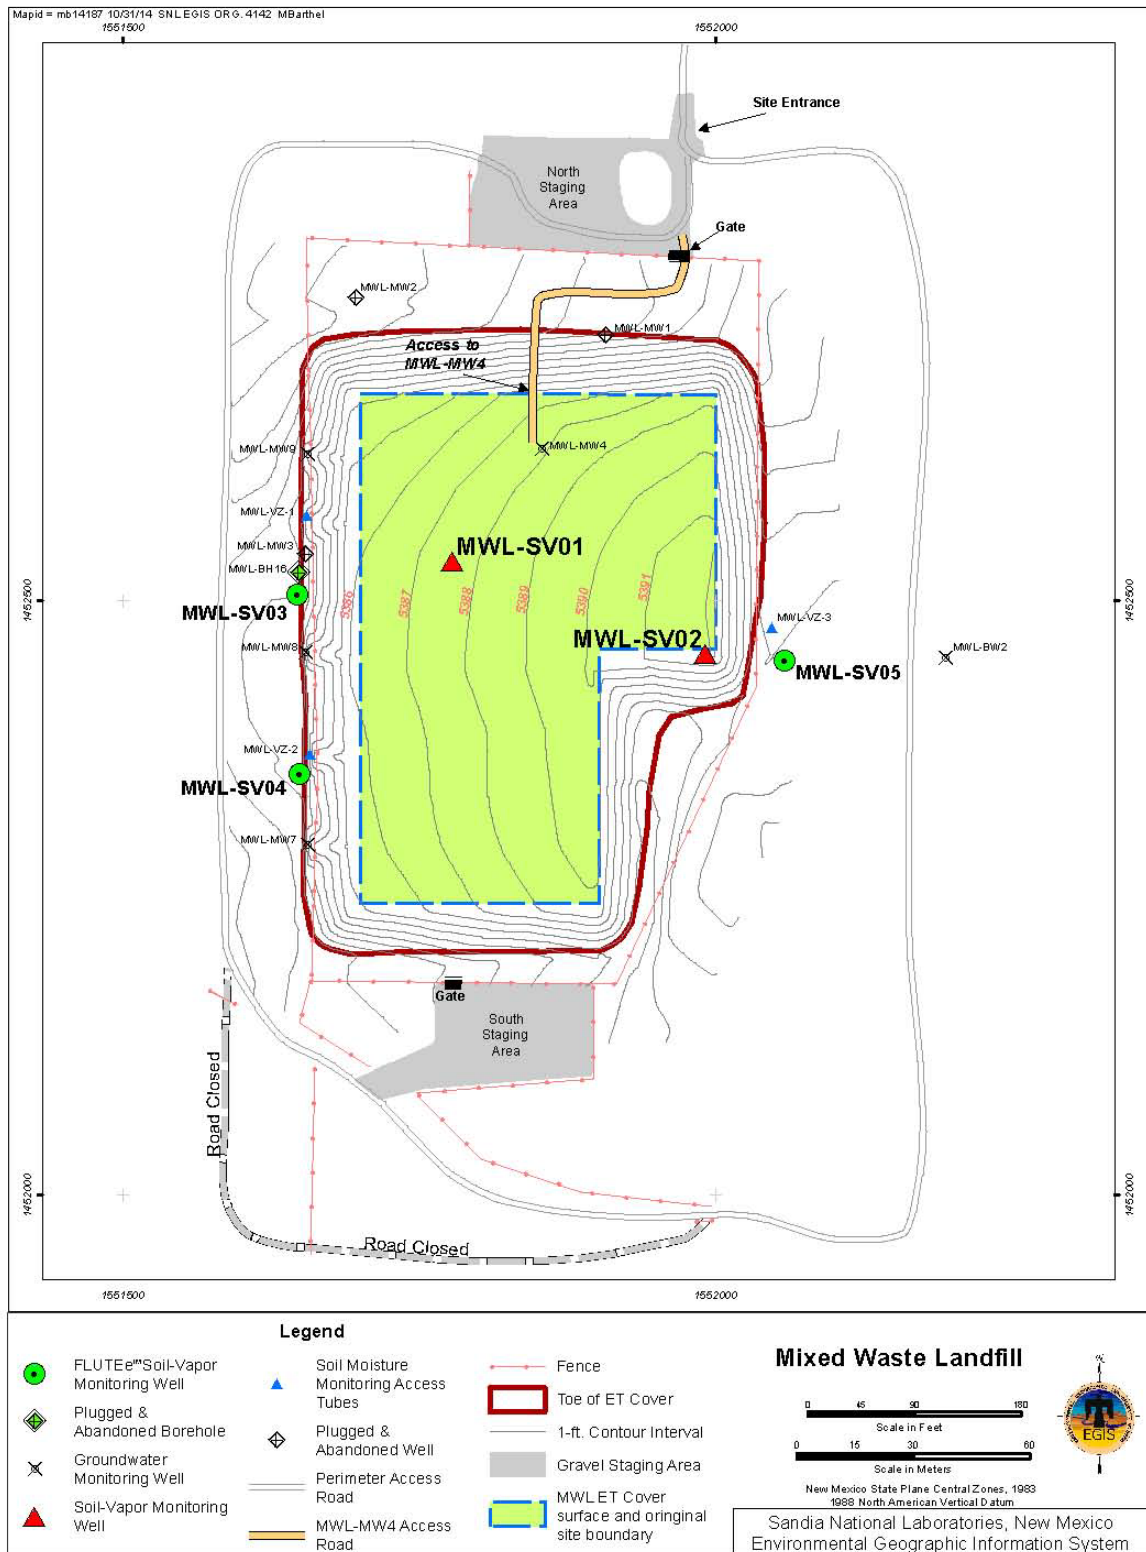 Mapid = mb14187 10/31/14 SNL EGIS ORG. 4142 MBarthel
1551500
1552000
Site Entrance
North
Staging
Area
Gate
MWL-MW2
MWL-MW1
Access to
MWL-MW4
MWL-MW9
MWL-MW4
MWL-VZ-1
MWL-MW3
MWL-SV01
MWL-BH16
5386
5387
5388
5389
5390
5391
1452500
1452500
MWL-SV03
MWL-VZ-3
MWL-SV02
MWL-MW8
MWL-BW2
MWL-SV05
MWL-VZ-2
MWL-SV04
MWL-MW7
Gate
South
Staging
Area
Road Closed
1452000
1452000
Road Closed
1551500
1552000
Legend
FLUTEe™Soil-Vapor
Monitoring Well
Plugged &
Abandoned Borehole
Groundwater
Monitoring Well
Soil-Vapor Monitoring
Well
Soil Moisture
Monitoring Access
Tubes
Plugged &
Abandoned Well
Perimeter Access
Road
MWL-MW4 Access
Road
Fence
Toe of ET Cover
1-ft. Contour Interval
Gravel Staging Area
MWL ET Cover
surface and oringinal
site boundary
Mixed Waste Landfill
0 45 90 180
Scale in Feet
0 15 30 60
Scale in Meters
New Mexico State Plane Central Zones, 1983
1988 North American Vertical Datum
EGIS
Sandia National Laboratories, New Mexico
Environmental Geographic Information System